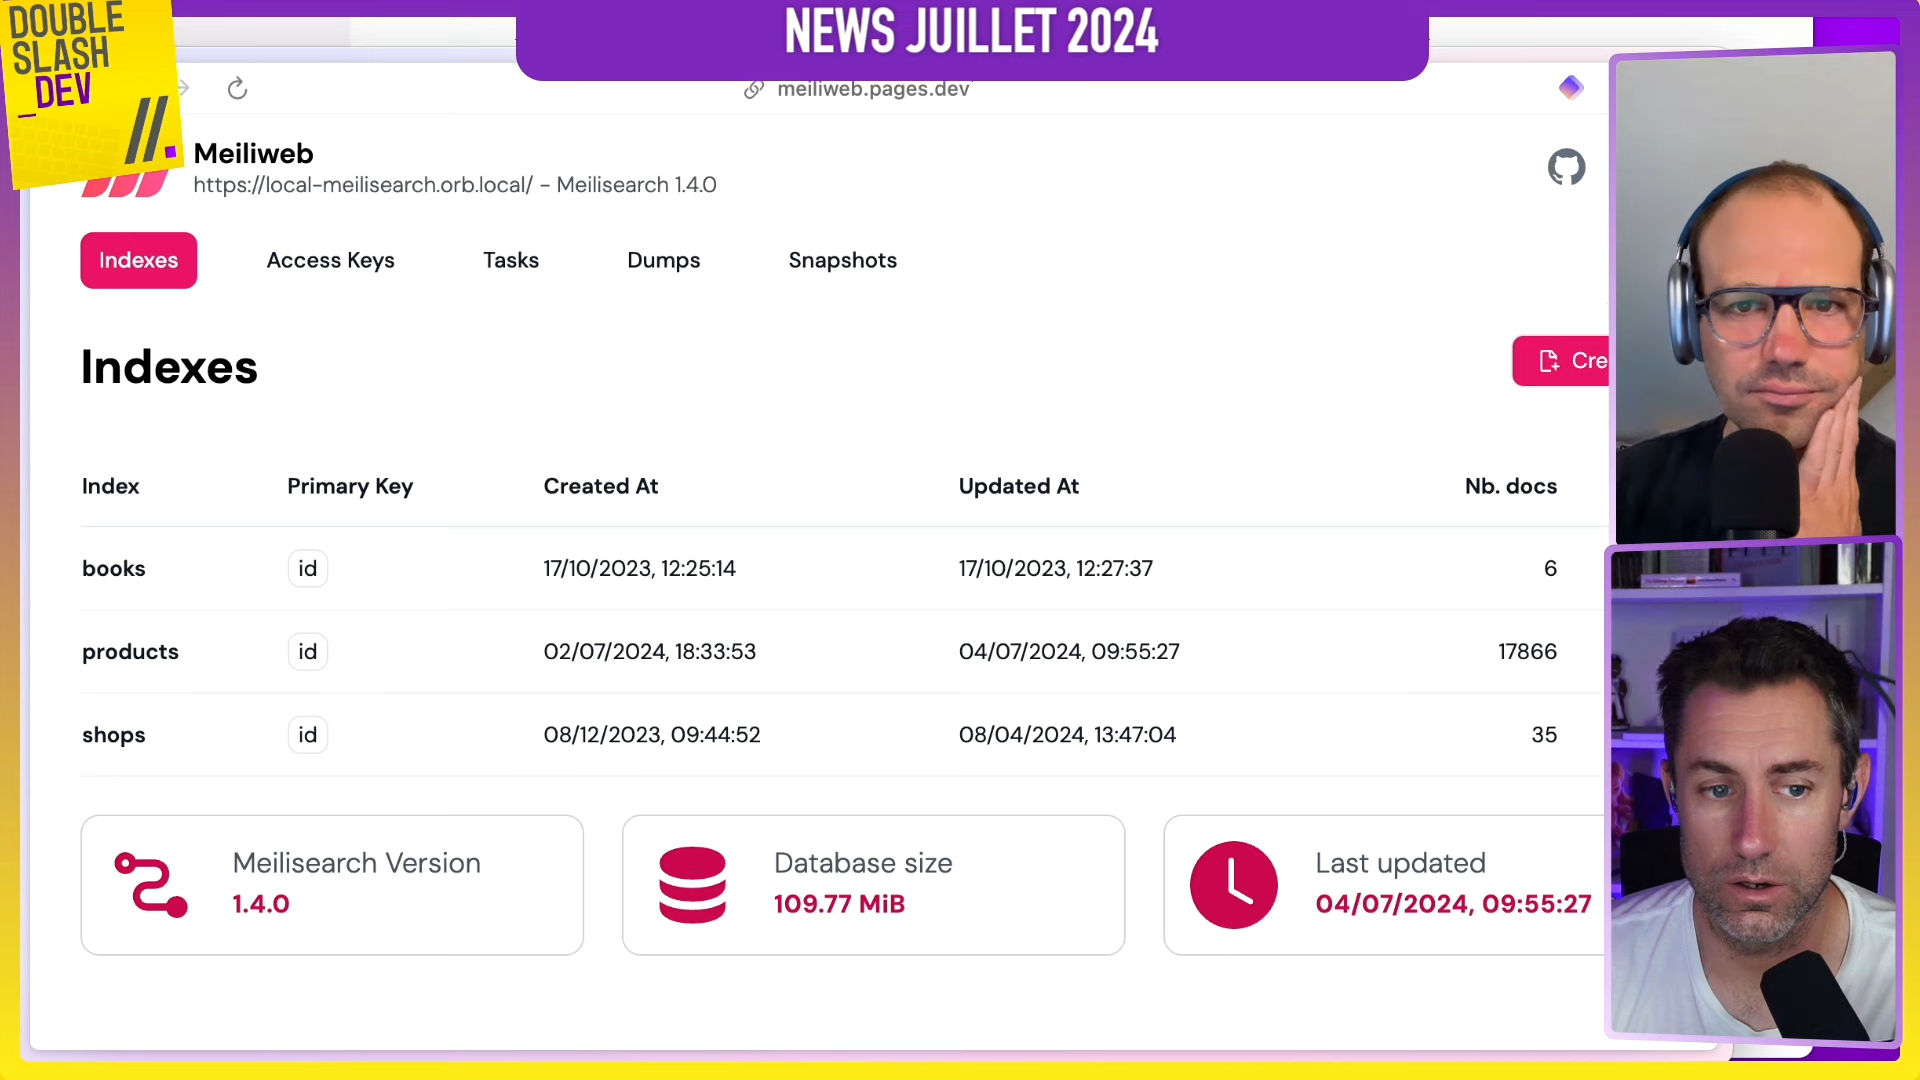 DOUBLE
SLASH
_DEV
//.
NEWS JUILLET 2024
meiliweb.pages.dev
Meiliweb
https://local-meilisearch.orb.local/ – Meilisearch 1.4.0
Indexes Access Keys Tasks Dumps Snapshots
Indexes
Cre
Index Primary Key Created At Updated At Nb. docs
books id 17/10/2023, 12:25:14 17/10/2023, 12:27:37 6
products id 02/07/2024, 18:33:53 04/07/2024, 09:55:27 17866
shops id 08/12/2023, 09:44:52 08/04/2024, 13:47:04 35
Meilisearch Version
1.4.0
Database size
109.77 MiB
Last updated
04/07/2024, 09:55:27